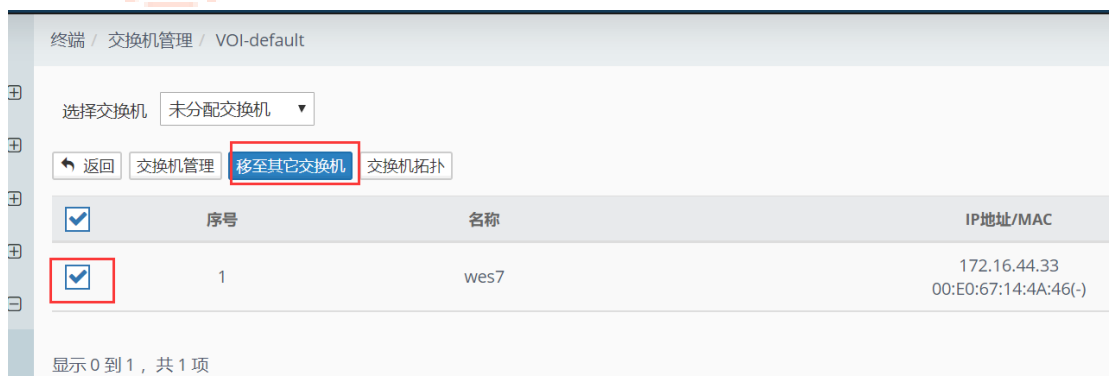 终端 / 交换机管理 / VOI-default
选择交换机 未分配交换机
返回 交换机管理 移至其它交换机 交换机拓扑
序号 名称 IP地址/MAC
1 wes7 172.16.44.33
00:E0:67:14:4A:46(-)
显示 0 到 1 , 共 1 项